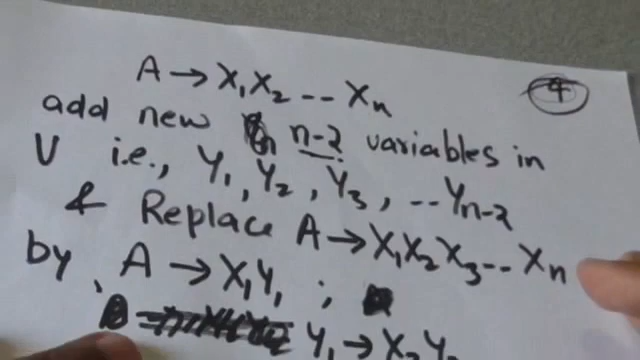 4
A → X₁X₂ -- Xₙ
add new n-2 variables in
V i.e., Y₁, Y₂, Y₃, -- Yₙ₋₂
& Replace A → X₁X₂X₃-- Xₙ
by A → X₁Y₁ ;
Y₁ → X₂Y₂